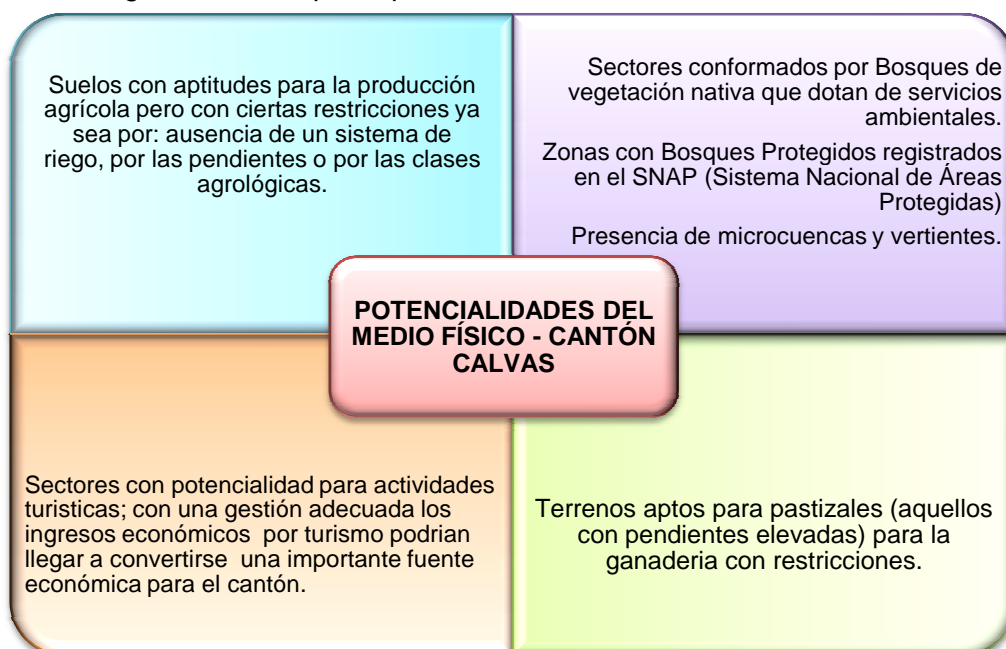 Suelos con aptitudes para la producción
agrícola pero con ciertas restricciones ya
sea por: ausencia de un sistema de
riego, por las pendientes o por las clases
agrológicas.
Sectores conformados por Bosques de
vegetación nativa que dotan de servicios
ambientales.
Zonas con Bosques Protegidos registrados
en el SNAP (Sistema Nacional de Áreas
Protegidas)
Presencia de microcuencas y vertientes.
POTENCIALIDADES DEL
MEDIO FÍSICO - CANTÓN
CALVAS
Sectores con potencialidad para actividades
turisticas; con una gestión adecuada los
ingresos económicos por turismo podrian
llegar a convertirse una importante fuente
económica para el cantón.
Terrenos aptos para pastizales (aquellos
con pendientes elevadas) para la
ganaderia con restricciones.